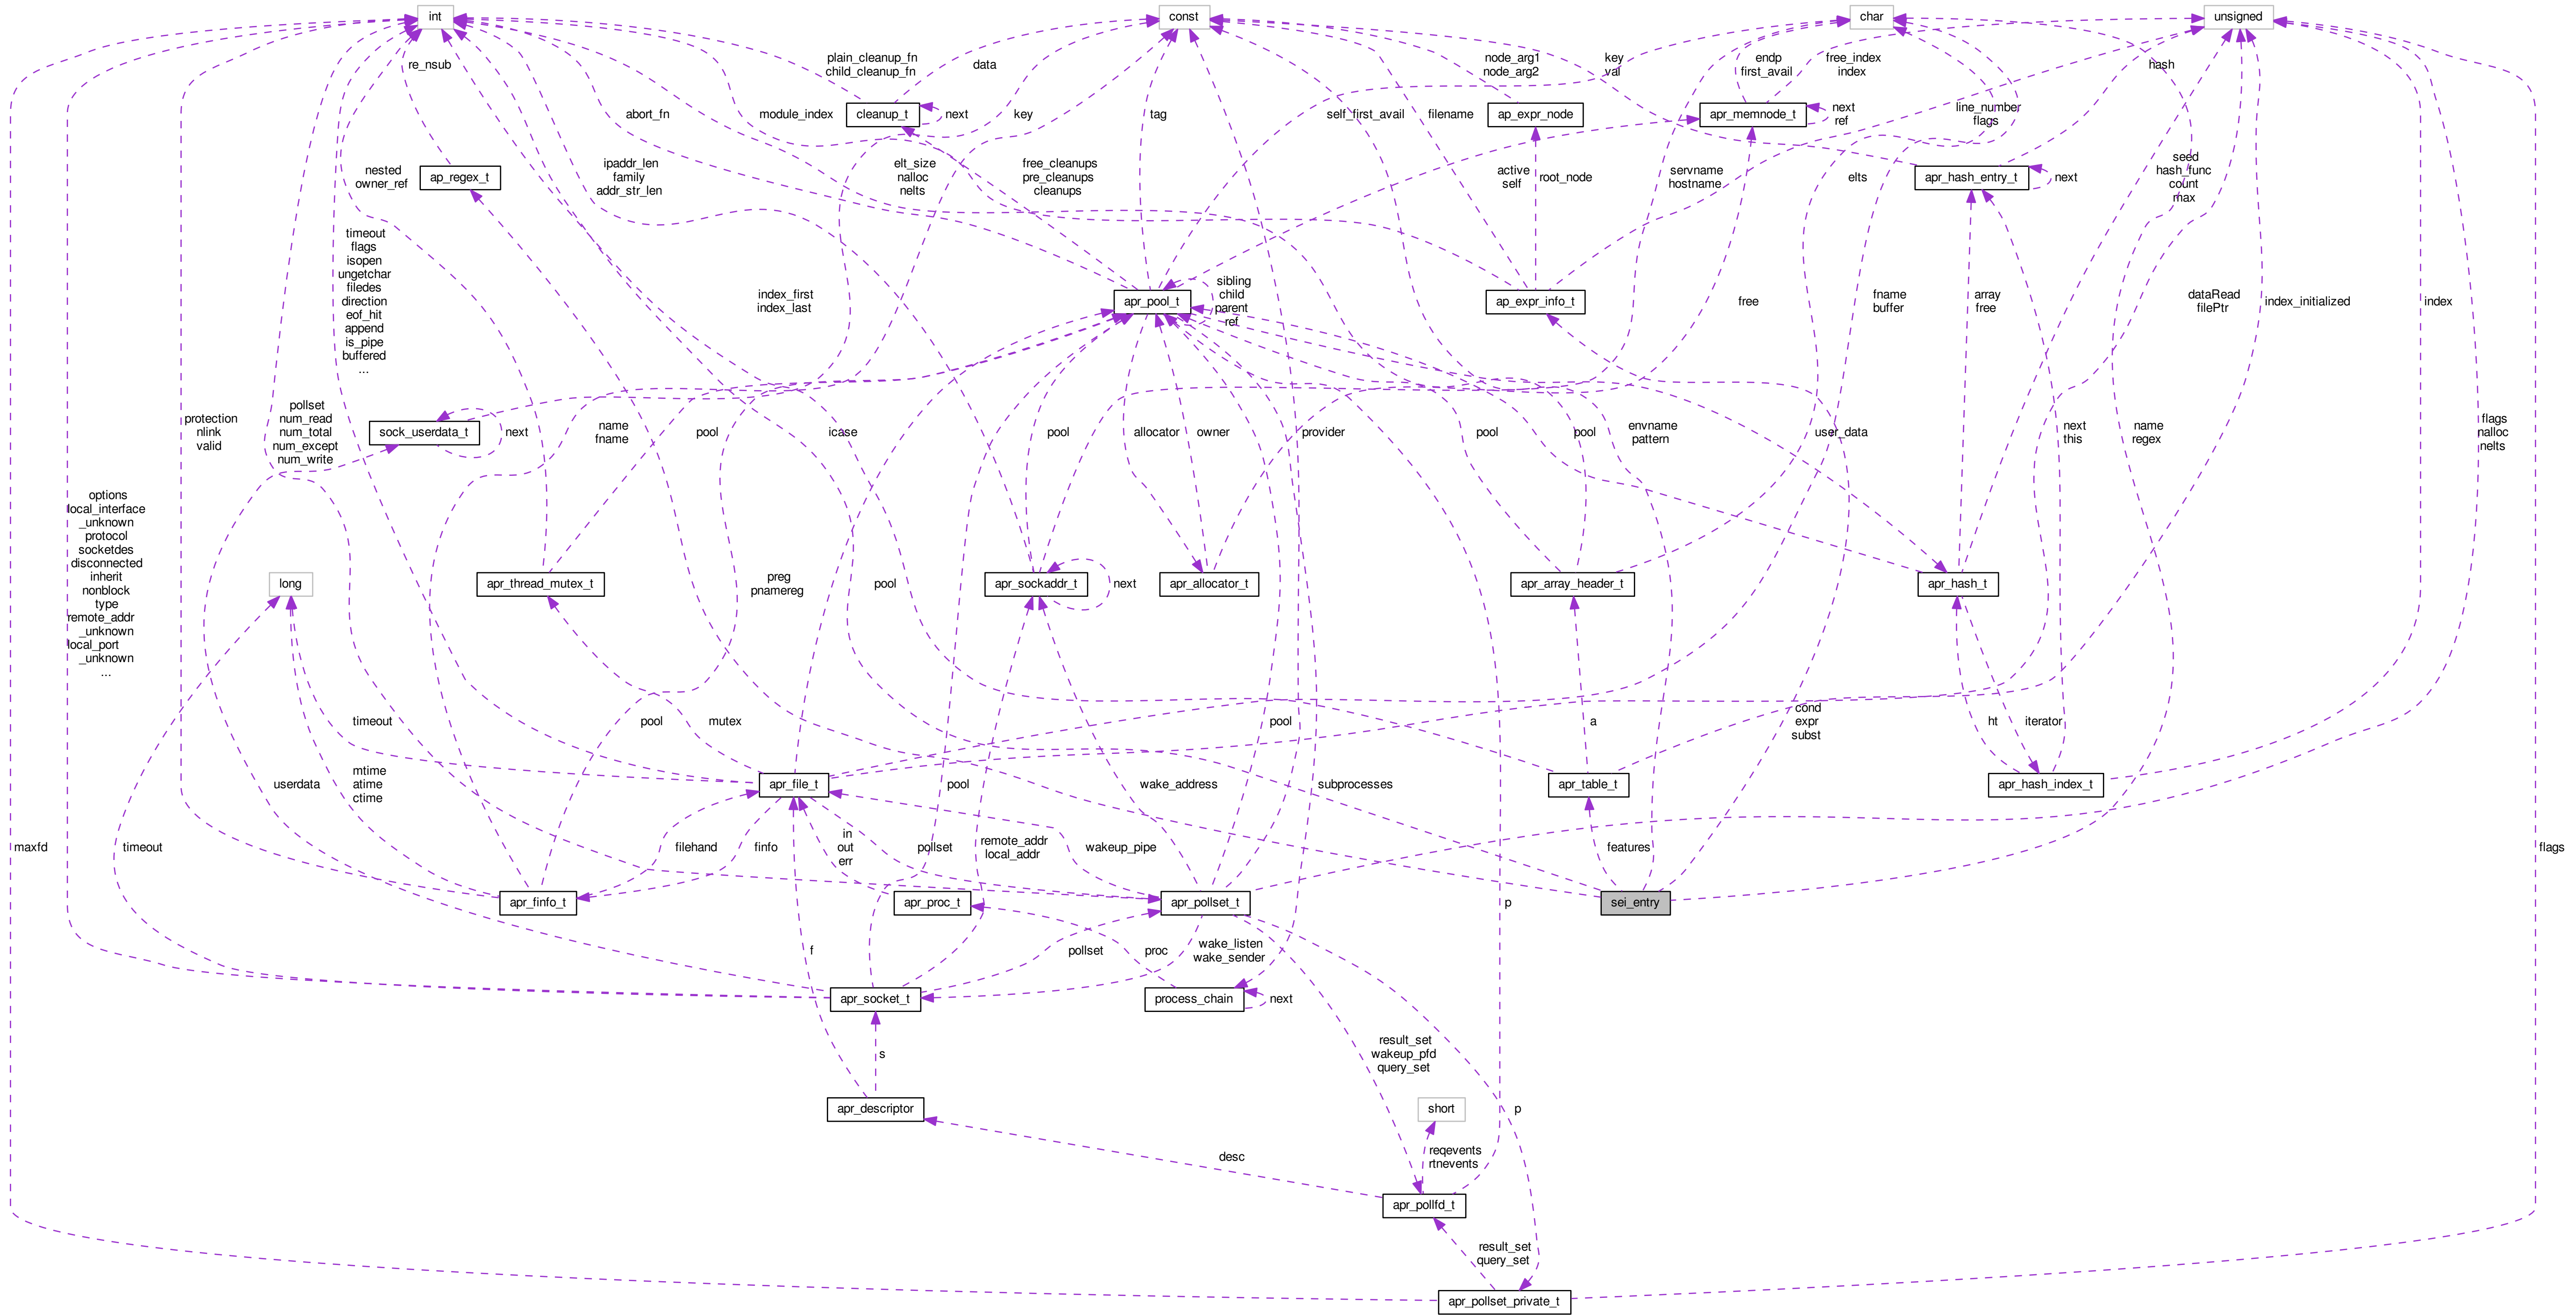 int
const
char
unsigned
re_nsub
plain_cleanup_fn
child_cleanup_fn
data
node_arg1
node_arg2
key
val
endp
first_avail
free_index
index
hash
abort_fn
module_index
cleanup_t
next
key
tag
self_first_avail
filename
ap_expr_node
apr_memnode_t
next
ref
line_number
flags
nested
owner_ref
ap_regex_t
ipaddr_len
family
addr_str_len
elt_size
nalloc
nelts
free_cleanups
pre_cleanups
cleanups
active
self
root_node
servname
hostname
elts
apr_hash_entry_t
next
seed
hash_func
count
max
timeout
flags
isopen
ungetchar
filedes
direction
eof_hit
append
is_pipe
buffered
...
index_first
index_last
apr_pool_t
sibling
child
parent
ref
ap_expr_info_t
free
fname
buffer
array
free
dataRead
filePtr
index_initialized
index
protection
nlink
valid
pollset
num_read
num_total
num_except
num_write
sock_userdata_t
next
name
fname
pool
icase
pool
allocator
owner
provider
pool
pool
envname
pattern
user_data
next
this
name
regex
flags
nalloc
nelts
options
local_interface
_unknown
protocol
socketdes
disconnected
inherit
nonblock
type
remote_addr
_unknown
local_port
_unknown
...
long
apr_thread_mutex_t
preg
pnamereg
pool
apr_sockaddr_t
next
apr_allocator_t
apr_array_header_t
apr_hash_t
timeout
pool
mutex
pool
cond
expr
subst
a
ht
iterator
userdata
mtime
atime
ctime
apr_file_t
pool
wake_address
subprocesses
apr_table_t
apr_hash_index_t
maxfd
timeout
filehand
finfo
in
out
err
pollset
remote_addr
local_addr
wakeup_pipe
features
flags
apr_finfo_t
apr_proc_t
apr_pollset_t
p
sei_entry
f
pollset
proc
wake_listen
wake_sender
apr_socket_t
process_chain
next
s
result_set
wakeup_pfd
query_set
apr_descriptor
short
p
desc
reqevents
rtnevents
apr_pollfd_t
result_set
query_set
apr_pollset_private_t